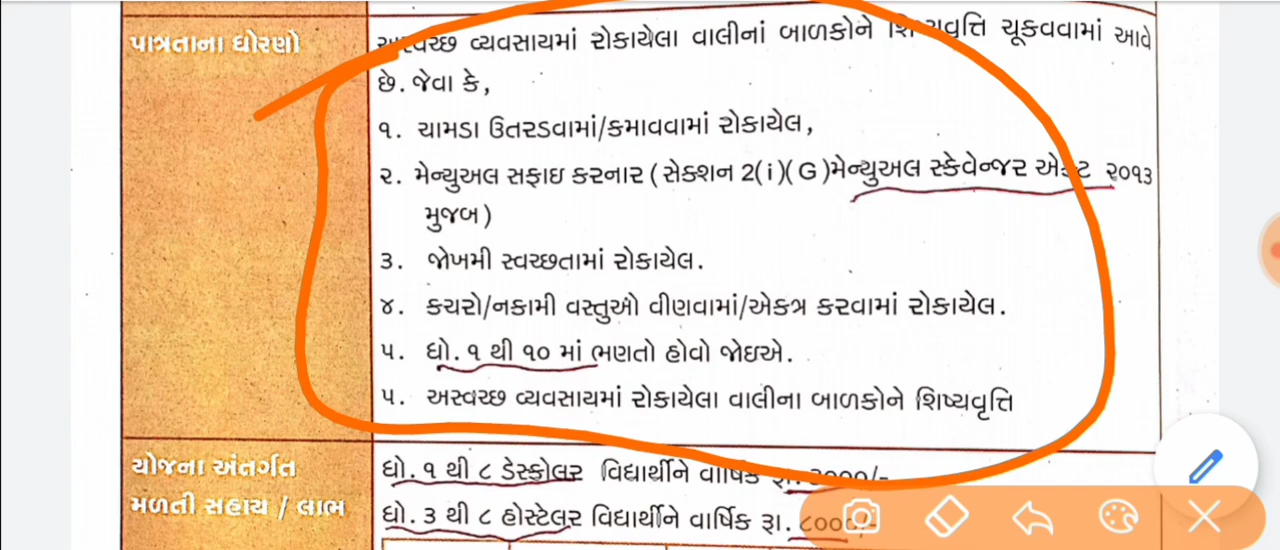 પાત્રતાના ધોરણો
અસ્વચ્છ વ્યવસાયમાં રોકાયેલા વાલીનાં બાળકોને શિષ્યવૃત્તિ ચૂકવવામાં આવે
છે. જેવા કે,
૧. ચામડા ઉતરડવામાં/કમાવવામાં રોકાયેલ,
૨. મેન્યુઅલ સફાઇ કરનાર (સેક્શન 2(i)(G)મેન્યુઅલ સ્કેવેન્જર એક્ટ ૨૦૧૩
મુજબ)
૩. જોખમી સ્વચ્છતામાં રોકાયેલ.
૪. કચરો/નકામી વસ્તુઓ વીણવામાં/એકત્ર કરવામાં રોકાયેલ.
૫. ધો. ૧ થી ૧૦ માં ભણતો હોવો જોઇએ.
૫. અસ્વચ્છ વ્યવસાયમાં રોકાયેલા વાલીના બાળકોને શિષ્યવૃત્તિ
યોજના અંતર્ગત
મળતી સહાય / લાભ
ધો. ૧ થી ૮ ડેસ્કોલર વિદ્યાર્થીને વાર્ષિક રૂા.
ધો. ૩ થી ૮ હોસ્ટેલર વિદ્યાર્થીને વાર્ષિક રૂા. ૮૦૦૦/-